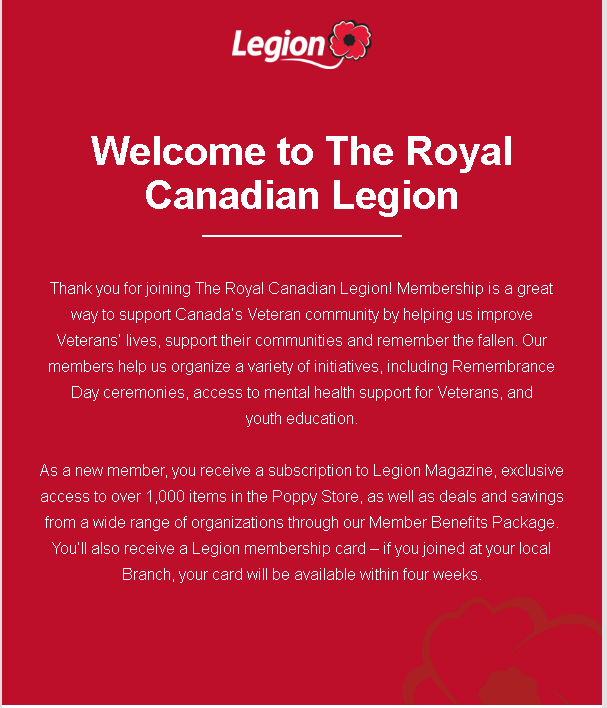 Legion
Welcome to The Royal
Canadian Legion
Thank you for joining The Royal Canadian Legion! Membership is a great
way to support Canada's Veteran community by helping us improve
Veterans' lives, support their communities and remember the fallen. Our
members help us organize a variety of initiatives, including Remembrance
Day ceremonies, access to mental health support for Veterans, and
youth education.
As a new member, you receive a subscription to Legion Magazine, exclusive
access to over 1,000 items in the Poppy Store, as well as deals and savings
from a wide range of organizations through our Member Benefits Package.
You'll also receive a Legion membership card – if you joined at your local
Branch, your card will be available within four weeks.